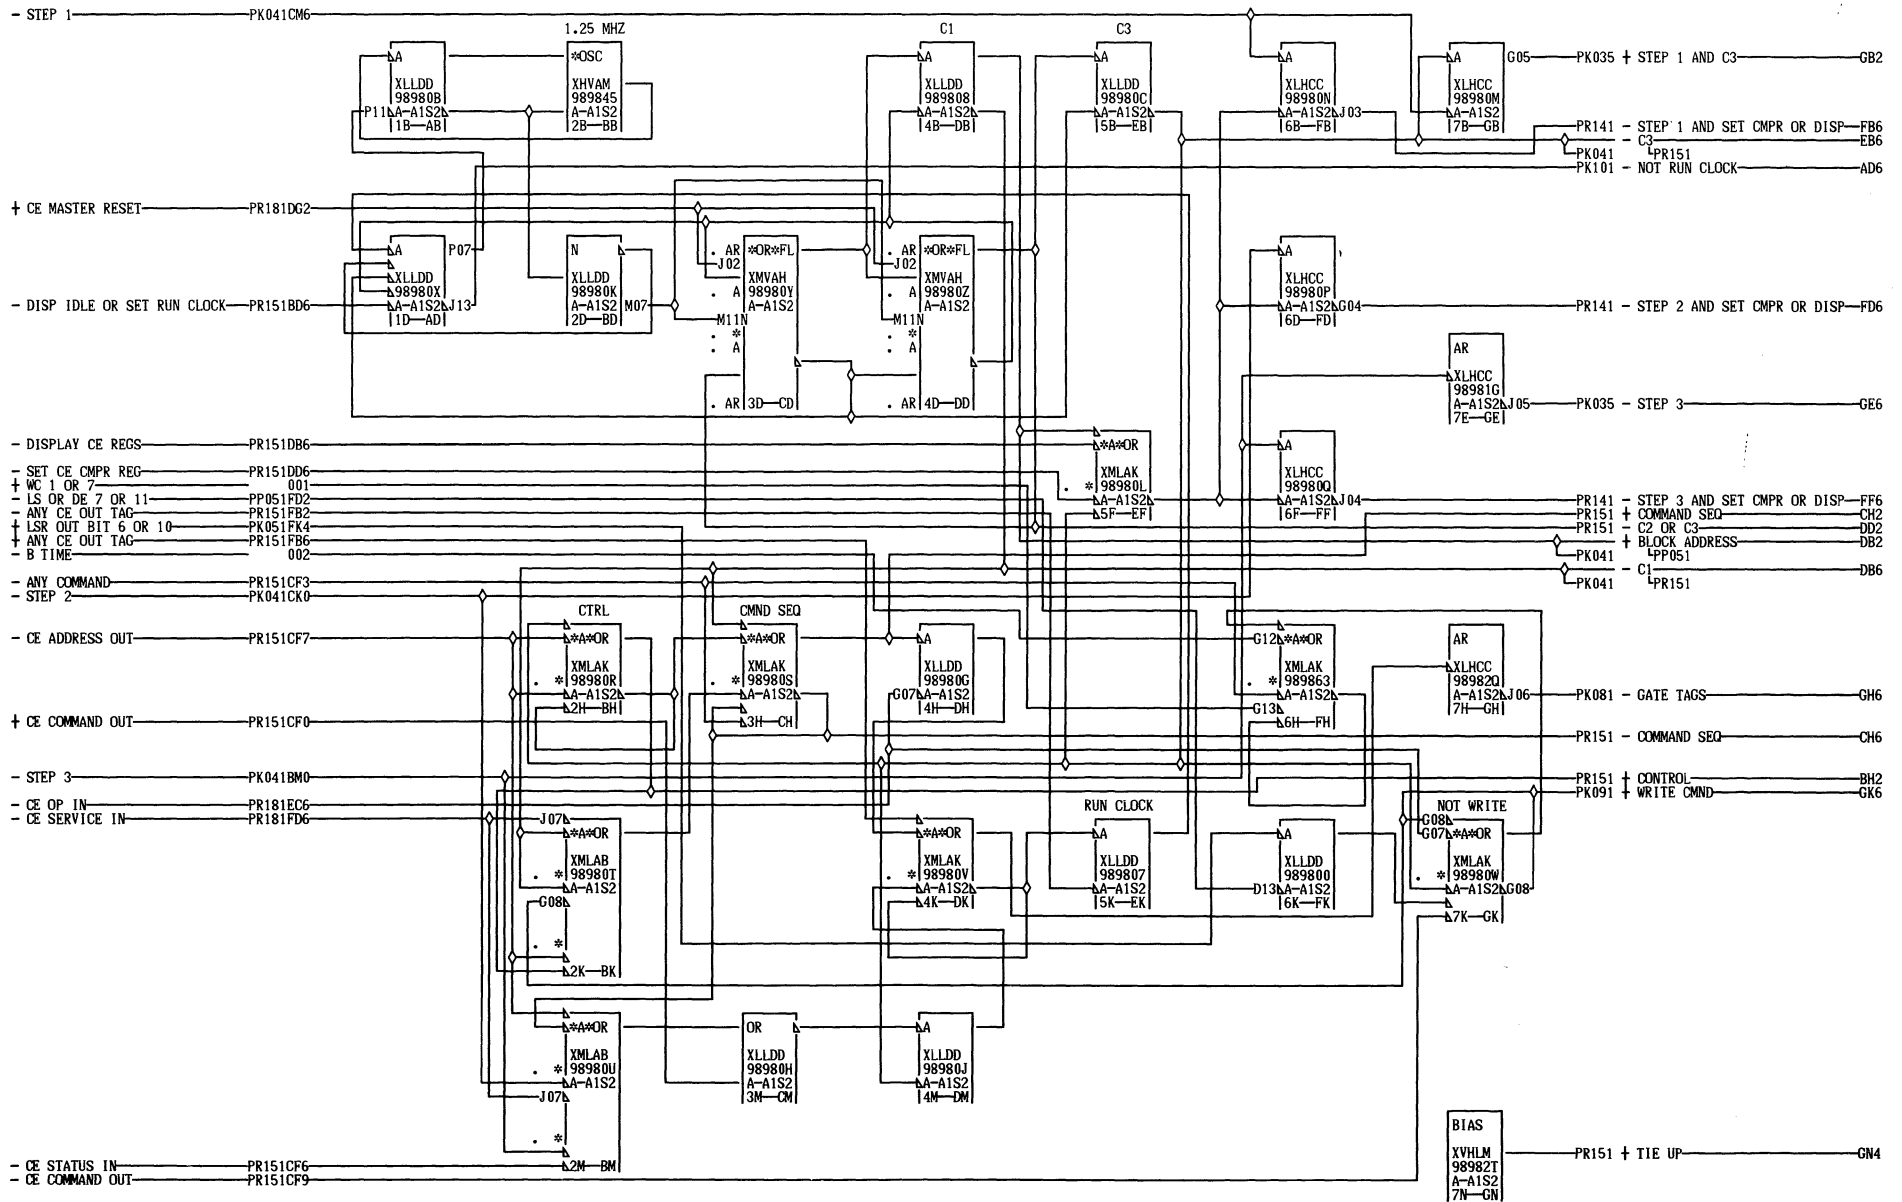 - STEP 1 PK041CM6
1.25 MHZ
C1
C3
A XLLDD 98980B P11 A-A1S2 1B AB
*OSC XHVAM 989845 A-A1S2 2B BB
A XLLDD 989808 A-A1S2 4B DB
A XLLDD 98980C A-A1S2 5B EB
A XLHCC 98980N A-A1S2 J03 6B FB
A G05 XLHCC 98980M A-A1S2 7B GB
PK035 + STEP 1 AND C3 GB2
PR141 - STEP 1 AND SET CMPR OR DISP FB6
- C3 EB6
PK041 PR151
PK101 - NOT RUN CLOCK AD6
+ CE MASTER RESET PR181DG2
A P07 XLLDD 98980X A-A1S2 J13 1D AD
N XLLDD 98980K A-A1S2 M07 2D BD
. AR *OR*FL J02 XMVAH . A 98980Y A-A1S2 M11N . * . A . AR 3D CD
. AR *OR*FL J02 XMVAH . A 98980Z A-A1S2 M11N . * . A . AR 4D DD
A XLHCC 98980P A-A1S2 G04 6D FD
- DISP IDLE OR SET RUN CLOCK PR151BD6
PR141 - STEP 2 AND SET CMPR OR DISP FD6
AR XLHCC 98981G A-A1S2 J05 7E GE
PK035 - STEP 3 GE6
- DISPLAY CE REGS PR151DB6
- SET CE CMPR REG PR151DD6
+ WC 1 OR 7 001
- LS OR DE 7 OR 11 PP051FD2
- ANY CE OUT TAG PR151FB2
+ LSR OUT BIT 6 OR 10 PK051FK4
+ ANY CE OUT TAG PR151FB6
- B TIME 002
*A*OR XMLAK . * 98980L A-A1S2 5F EF
A XLHCC 98980Q A-A1S2 J04 6F FF
PR141 - STEP 3 AND SET CMPR OR DISP FF6
PR151 + COMMAND SEQ CH2
PR151 - C2 OR C3 DD2
+ BLOCK ADDRESS DB2
PK041 PP051
- C1 DB6
PK041 PR151
- ANY COMMAND PR151CF3
- STEP 2 PK041CK0
CTRL
CMND SEQ
- CE ADDRESS OUT PR151CF7
*A*OR XMLAK . * 98980R A-A1S2 2H BH
*A*OR XMLAK . * 98980S A-A1S2 3H CH
A XLLDD 98980G G07 A-A1S2 4H DH
G12 *A*OR XMLAK . * 989863 A-A1S2 G13 6H FH
AR XLHCC 98982Q A-A1S2 J06 7H GH
PK081 - GATE TAGS GH6
+ CE COMMAND OUT PR151CF0
PR151 - COMMAND SEQ CH6
- STEP 3 PK041BM0
PR151 + CONTROL BH2
PK091 + WRITE CMND GK6
- CE OP IN PR181EC6
- CE SERVICE IN PR181FD6
RUN CLOCK
NOT WRITE
J07 *A*OR XMLAB . * 98980T A-A1S2 G08 . * 2K BK
*A*OR XMLAK . * 98980V A-A1S2 4K DK
A XLLDD 989807 A-A1S2 5K EK
A XLLDD 989800 D13 A-A1S2 6K FK
G08 G07 *A*OR XMLAK . * 98980W A-A1S2 G08 7K GK
*A*OR XMLAB . * 98980U A-A1S2 J07 . * 2M BM
OR XLLDD 98980H A-A1S2 3M CM
A XLLDD 98980J A-A1S2 4M DM
BIAS XVHLM 98982T A-A1S2 7N GN
PR151 + TIE UP GN4
- CE STATUS IN PR151CF6
- CE COMMAND OUT PR151CF9